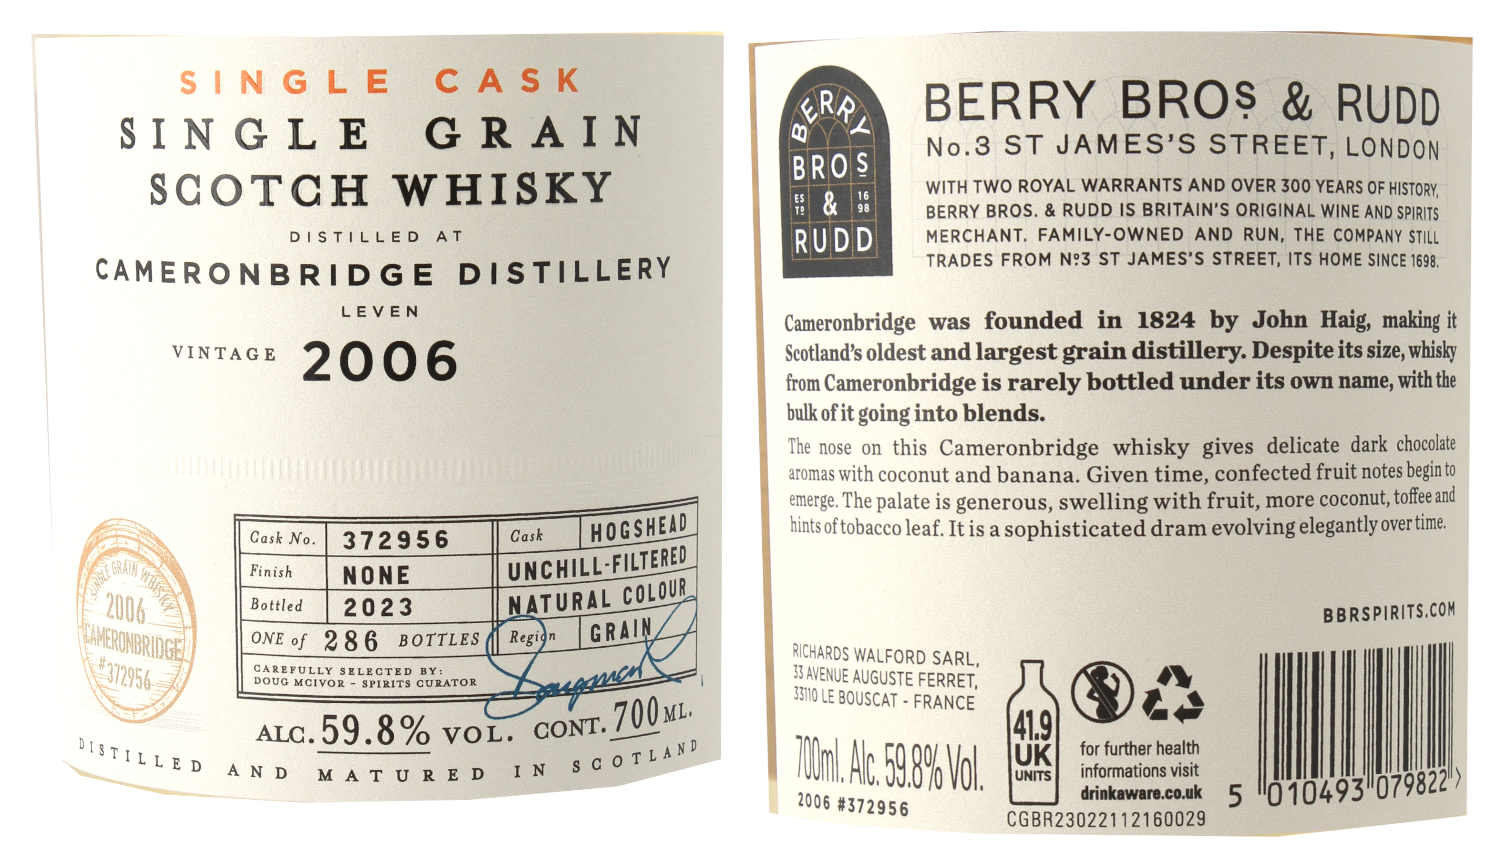 SINGLE CASK
SINGLE GRAIN
SCOTCH WHISKY
DISTILLED AT
CAMERONBRIDGE DISTILLERY
LEVEN
VINTAGE 2006
SINGLE GRAIN WHISKY
2006
CAMERONBRIDGE
#372956
Cask No. 372956 Cask HOGSHEAD
Finish NONE UNCHILL-FILTERED
Bottled 2023 NATURAL COLOUR
ONE of 286 BOTTLES Region GRAIN
CAREFULLY SELECTED BY:
DOUG MCIVOR - SPIRITS CURATOR
ALC. 59.8% VOL. CONT. 700 ML.
DISTILLED AND MATURED IN SCOTLAND
BERRY
BROS
ESTD & 1698
RUDD
BERRY BROS & RUDD
No.3 ST JAMES'S STREET, LONDON
WITH TWO ROYAL WARRANTS AND OVER 300 YEARS OF HISTORY,
BERRY BROS. & RUDD IS BRITAIN'S ORIGINAL WINE AND SPIRITS
MERCHANT. FAMILY-OWNED AND RUN, THE COMPANY STILL
TRADES FROM Nº3 ST JAMES'S STREET, ITS HOME SINCE 1698.
Cameronbridge was founded in 1824 by John Haig, making it
Scotland's oldest and largest grain distillery. Despite its size, whisky
from Cameronbridge is rarely bottled under its own name, with the
bulk of it going into blends.
The nose on this Cameronbridge whisky gives delicate dark chocolate
aromas with coconut and banana. Given time, confected fruit notes begin to
emerge. The palate is generous, swelling with fruit, more coconut, toffee and
hints of tobacco leaf. It is a sophisticated dram evolving elegantly over time.
BBRSPIRITS.COM
RICHARDS WALFORD SARL,
33 AVENUE AUGUSTE FERRET,
33110 LE BOUSCAT - FRANCE
700ml. Alc. 59.8% Vol.
2006 #372956
41.9
UK
UNITS
for further health
informations visit
drinkaware.co.uk
CGBR23022112160029
5 010493 079822 >